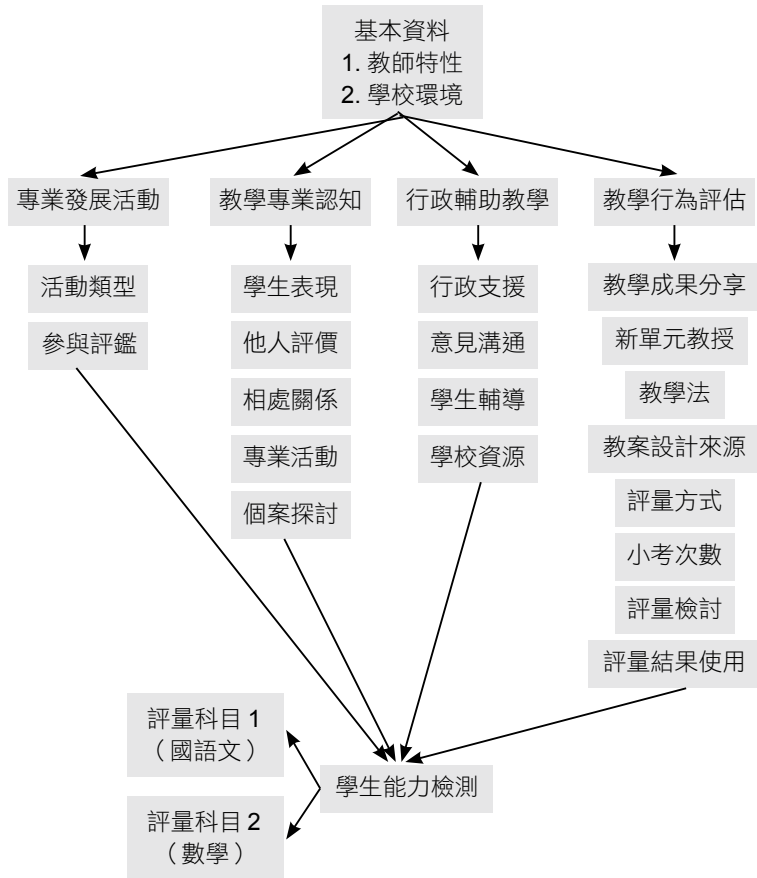 基本資料
1. 教師特性
2. 學校環境
專業發展活動
教學專業認知
行政輔助教學
教學行為評估
活動類型
參與評鑑
學生表現
他人評價
相處關係
專業活動
個案探討
行政支援
意見溝通
學生輔導
學校資源
教學成果分享
新單元教授
教學法
教案設計來源
評量方式
小考次數
評量檢討
評量結果使用
評量科目 1
（國語文）
學生能力檢測
評量科目 2
（數學）